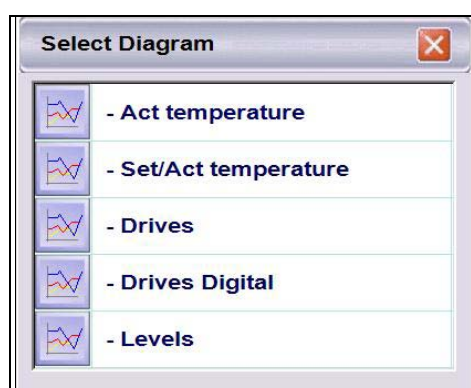 Select Diagram
- Act temperature
- Set/Act temperature
- Drives
- Drives Digital
- Levels